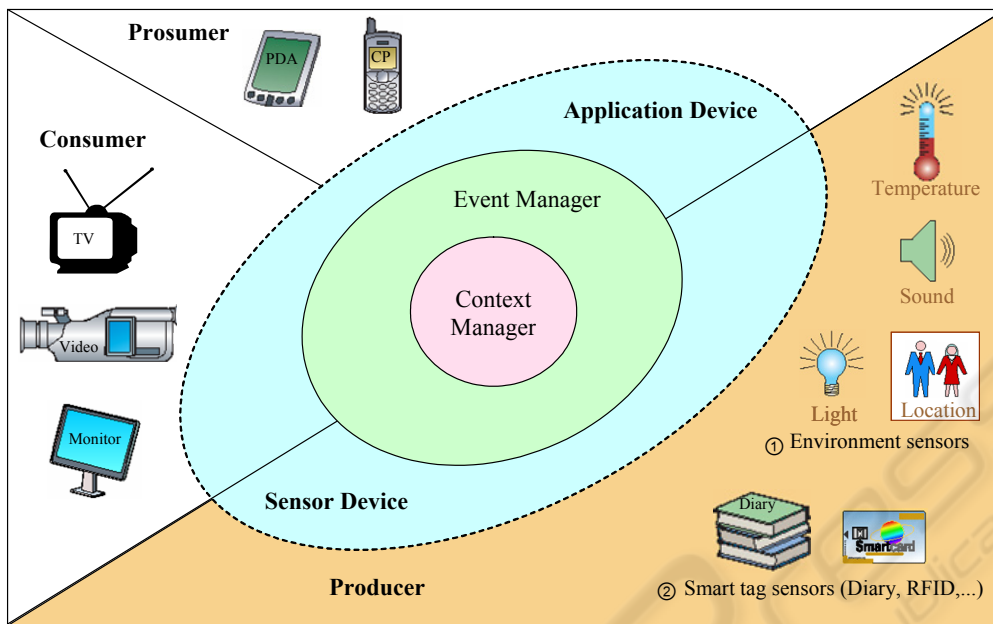 Prosumer
PDA
CP
Consumer
Application Device
TV
Event Manager
Temperature
Context
Manager
Sound
Video
Light
Location
Monitor
① Environment sensors
Sensor Device
Diary
Smartcard
Producer
② Smart tag sensors (Diary, RFID,...)